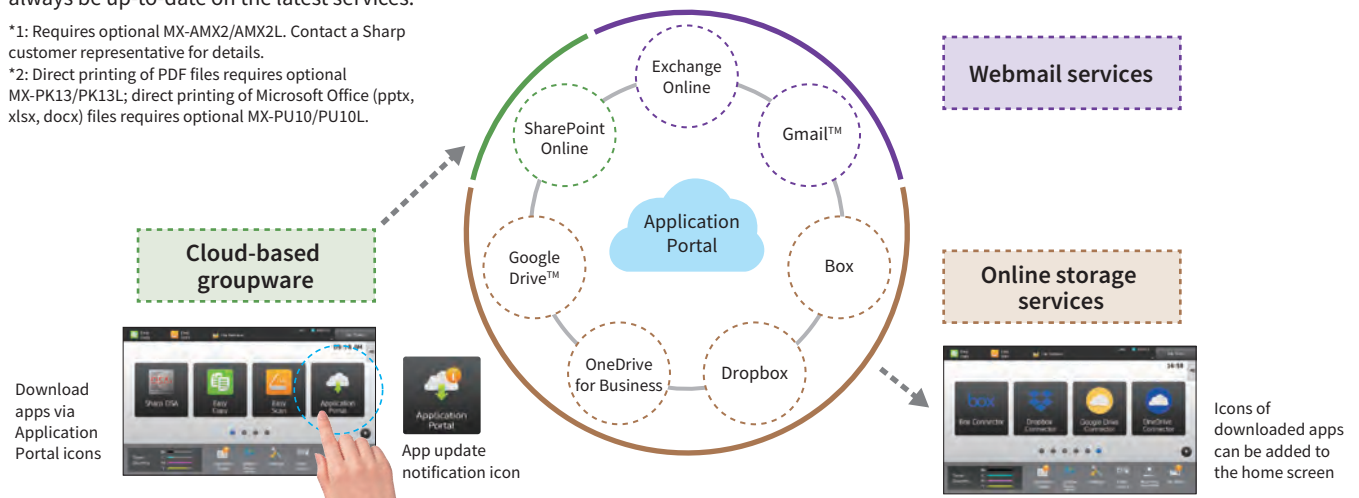 always be up-to-date on the latest services.
*1: Requires optional MX-AMX2/AMX2L. Contact a Sharp
customer representative for details.
*2: Direct printing of PDF files requires optional
MX-PK13/PK13L; direct printing of Microsoft Office (pptx,
xlsx, docx) files requires optional MX-PU10/PU10L.
Exchange
Online
Webmail services
SharePoint
Online
Gmail™
Application
Portal
Cloud-based
groupware
Google
Drive™
Box
Online storage
services
OneDrive
for Business
Dropbox
Download
apps via
Application
Portal icons
Sharp OSA
Easy
Copy
Easy
Scan
Application
Portal
Application
Portal
App update
notification icon
box
Box Connector
Dropbox
Connector
Google Drive
Connector
OneDrive
Connector
Icons of
downloaded apps
can be added to
the home screen